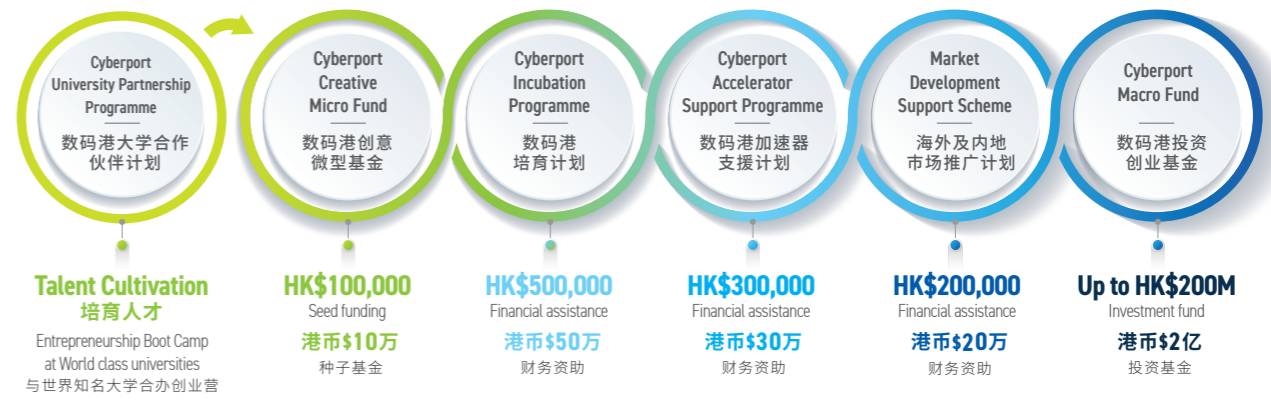 Cyberport
University Partnership
Programme
数码港大学合作
伙伴计划
Talent Cultivation
培育人才
Entrepreneurship Boot Camp
at World class universities
与世界知名大学合办创业营
Cyberport
Creative
Micro Fund
数码港创意
微型基金
HK$100,000
Seed funding
港币$10万
种子基金
Cyberport
Incubation
Programme
数码港
培育计划
HK$500,000
Financial assistance
港币$50万
财务资助
Cyberport
Accelerator
Support Programme
数码港加速器
支援计划
HK$300,000
Financial assistance
港币$30万
财务资助
Market
Development
Support Scheme
海外及内地
市场推广计划
HK$200,000
Financial assistance
港币$20万
财务资助
Cyberport
Macro Fund
数码港投资
创业基金
Up to HK$200M
Investment fund
港币$2亿
投资基金